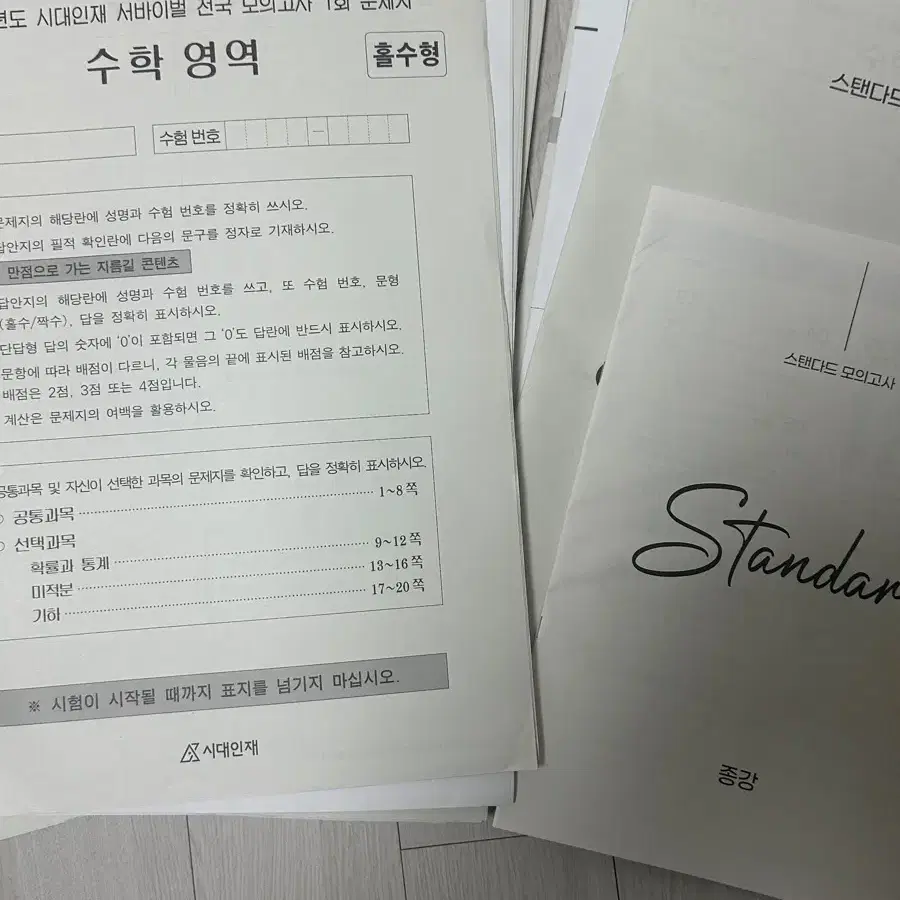 시대인재 서바이벌 전국 모의고사 1회 문제지
수학 영역
홀수형
수험 번호
문제지의 해당란에 성명과 수험 번호를 정확히 쓰시오.
답안지의 필적 확인란에 다음의 문구를 정자로 기재하시오.
만점으로 가는 지름길 콘텐츠
답안지의 해당란에 성명과 수험 번호를 쓰고, 또 수험 번호, 문형
(홀수/짝수), 답을 정확히 표시하시오.
단답형 답의 숫자에 '0'이 포함되면 그 '0'도 답란에 반드시 표시하시오.
문항에 따라 배점이 다르니, 각 물음의 끝에 표시된 배점을 참고하시오.
배점은 2점, 3점 또는 4점입니다.
계산은 문제지의 여백을 활용하시오.
공통과목 및 자신이 선택한 과목의 문제지를 확인하고, 답을 정확히 표시하시오.
○ 공통과목 1~8쪽
○ 선택과목
확률과 통계 9~12쪽
미적분 13~16쪽
기하 17~20쪽
※ 시험이 시작될 때까지 표지를 넘기지 마십시오.
시대인재
스탠다드
스탠다드 모의고사
Standar
종강